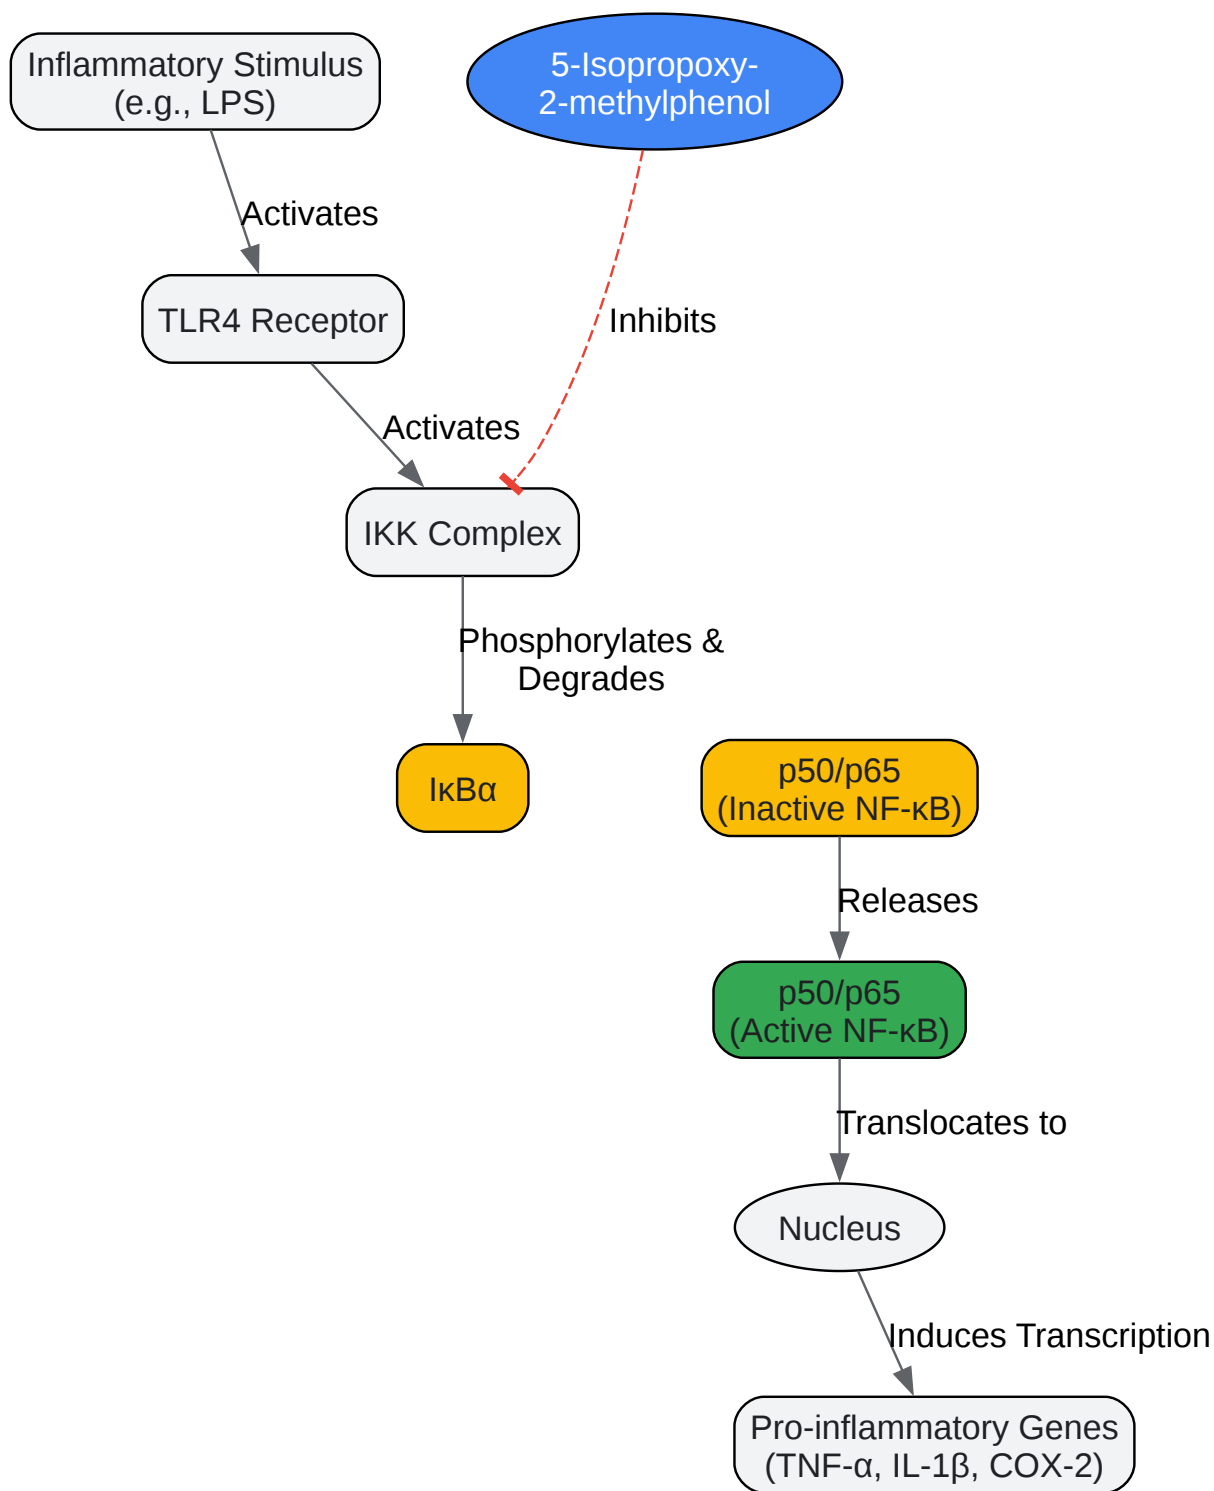 Inflammatory Stimulus
(e.g., LPS)
5-Isopropoxy-
2-methylphenol
Activates
TLR4 Receptor
Inhibits
Activates
IKK Complex
Phosphorylates &
Degrades
IκBα
p50/p65
(Inactive NF-κB)
Releases
p50/p65
(Active NF-κB)
Translocates to
Nucleus
Induces Transcription
Pro-inflammatory Genes
(TNF-α, IL-1β, COX-2)